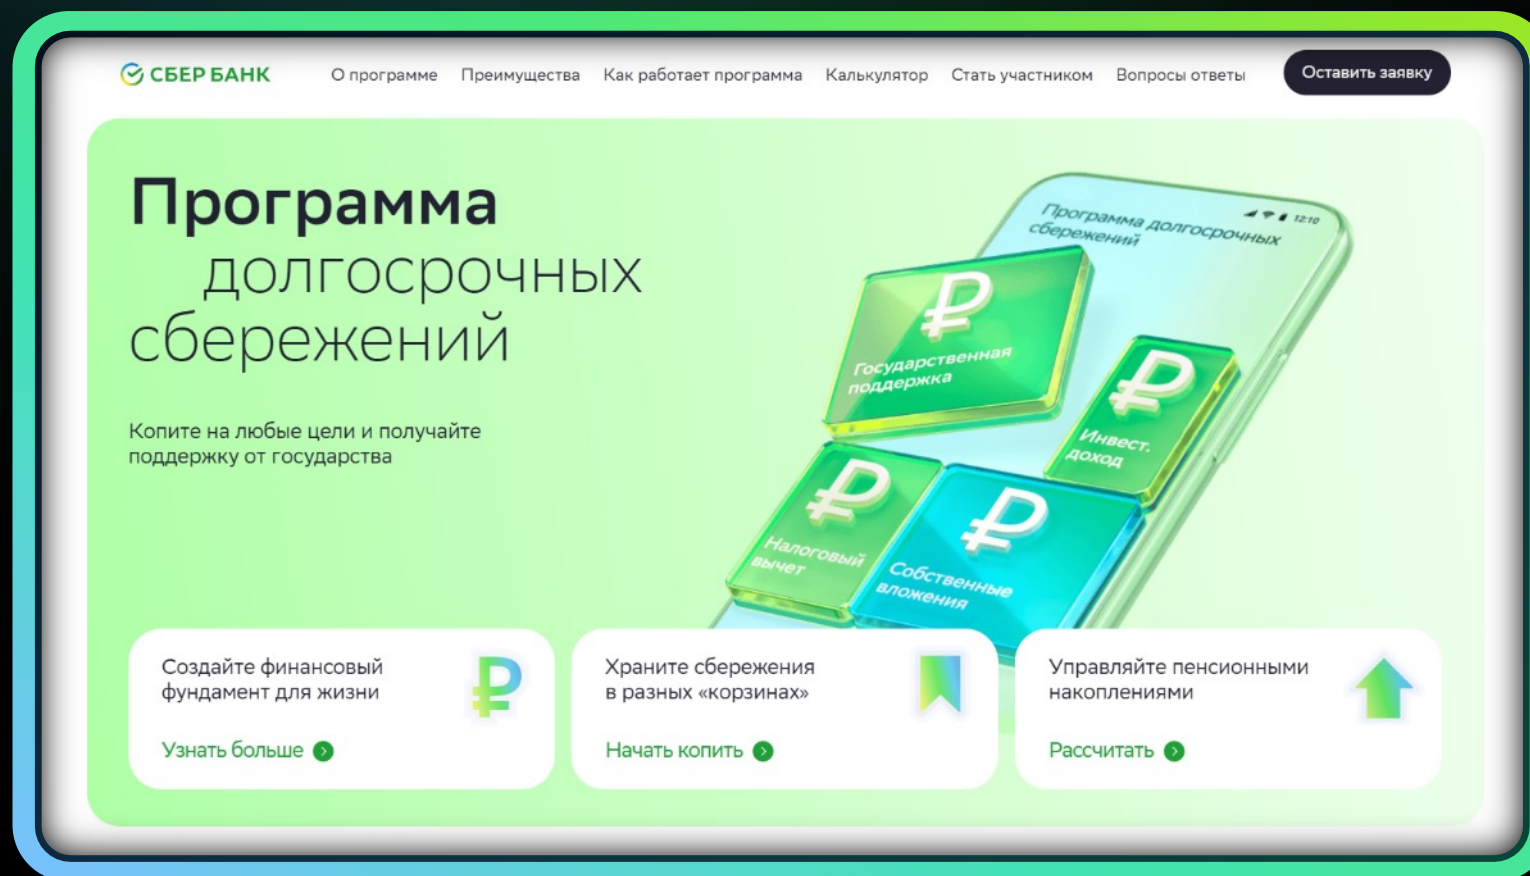 СБЕР БАНК
О программе
Преимущества
Как работает программа
Калькулятор
Стать участником
Вопросы ответы
Оставить заявку
Программа
долгосрочных
сбережений
Копите на любые цели и получайте
поддержку от государства
12:10
Программа долгосрочных
сбережений
Государственная
поддержка
Инвест.
доход
Налоговый
вычет
Собственные
вложения
Создайте финансовый
фундамент для жизни
Узнать больше
Храните сбережения
в разных «корзинах»
Начать копить
Управляйте пенсионными
накоплениями
Рассчитать